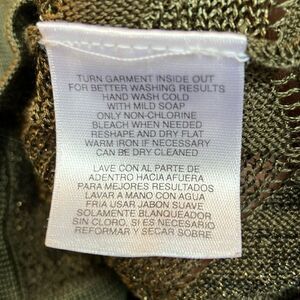 TURN GARMENT INSIDE OUT
FOR BETTER WASHING RESULTS
HAND WASH COLD
WITH MILD SOAP
ONLY NON-CHLORINE
BLEACH WHEN NEEDED
RESHAPE AND DRY FLAT
WARM IRON IF NECESSARY
CAN BE DRY CLEANED
LAVE CON AL PARTE DE
ADENTRO HACIA AFUERA
PARA MEJORES RESULTADOS
LAVAR A MANO CON AGUA
FRIA USAR JABON SUAVE
SOLAMENTE BLANQUEADOR
SIN CLORO, SI ES NECESARIO
REFORMAR Y SECAR SOBRE